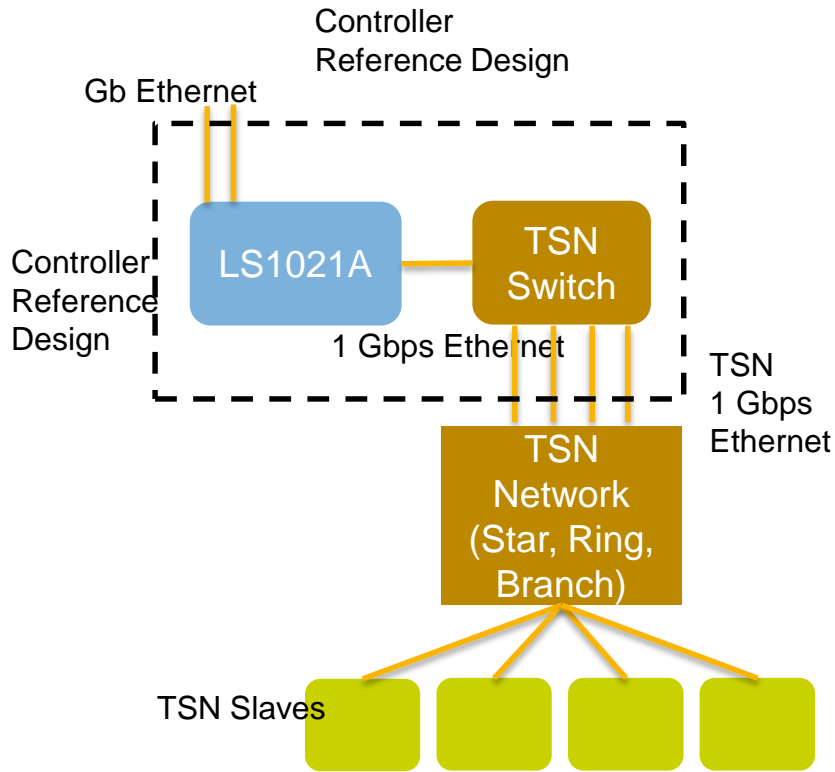 Controller
Reference Design
Gb Ethernet
LS1021A
TSN
Switch
Controller
Reference
Design
1 Gbps Ethernet
TSN
1 Gbps
Ethernet
TSN
Network
(Star, Ring,
Branch)
TSN Slaves